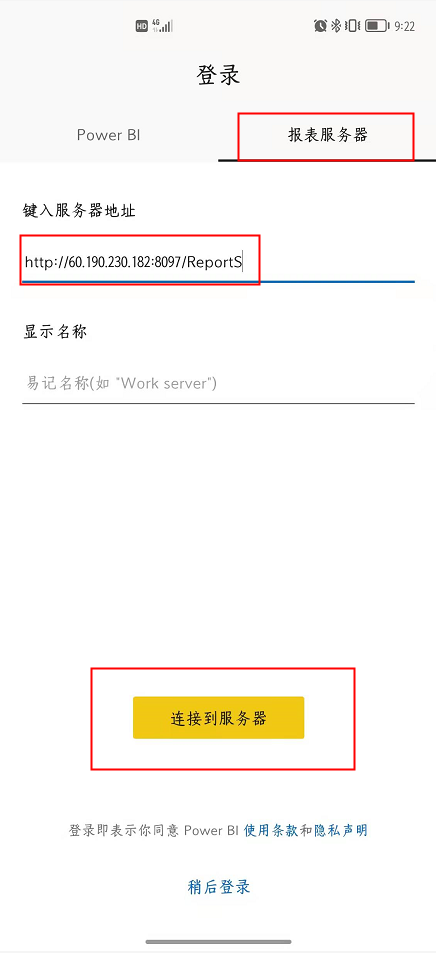 HD 4G 9:22
登录
Power BI 报表服务器
键入服务器地址
http://60.190.230.182:8097/ReportS
显示名称
易记名称(如 "Work server")
连接到服务器
登录即表示你同意 Power BI 使用条款和隐私声明
稍后登录